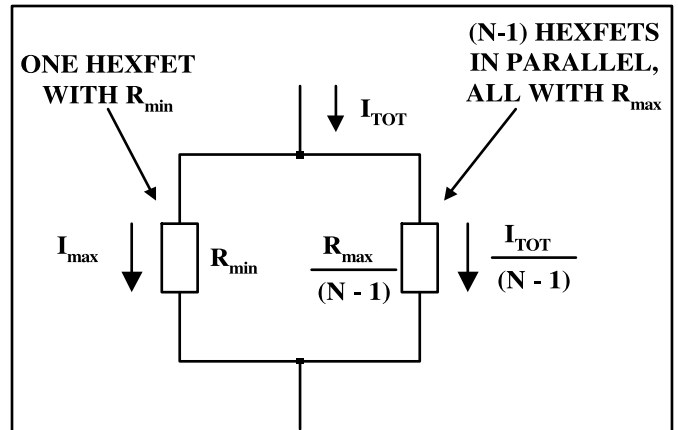 ONE HEXFET
WITH Rmin
ITOT
(N-1) HEXFETS
IN PARALLEL,
ALL WITH Rmax
Imax
Rmin
Rmax
(N - 1)
ITOT
(N - 1)